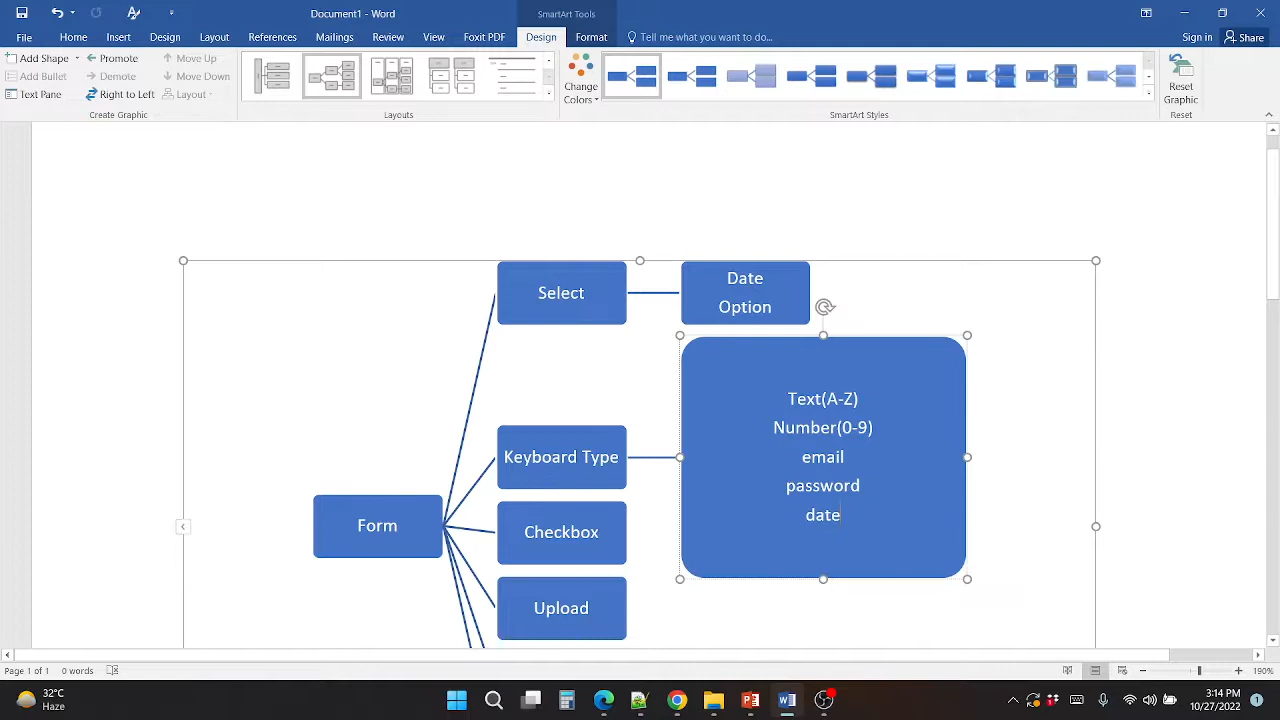 Document1 - Word
SmartArt Tools
File
Home
Insert
Design
Layout
References
Mailings
Review
View
Foxit PDF
Design
Format
Tell me what you want to do...
Sign in
Share
Add Shape
Promote
Move Up
Add Bullet
Demote
Move Down
Text Pane
Right to Left
Layout
Create Graphic
Layouts
Change
Colors
SmartArt Styles
Reset
Graphic
Reset
Select
Date
Option
Text(A-Z)
Number(0-9)
email
password
date
Keyboard Type
Form
Checkbox
Upload
Page 1 of 1
0 words
190%
32°C
Haze
3:14 PM
10/27/2022